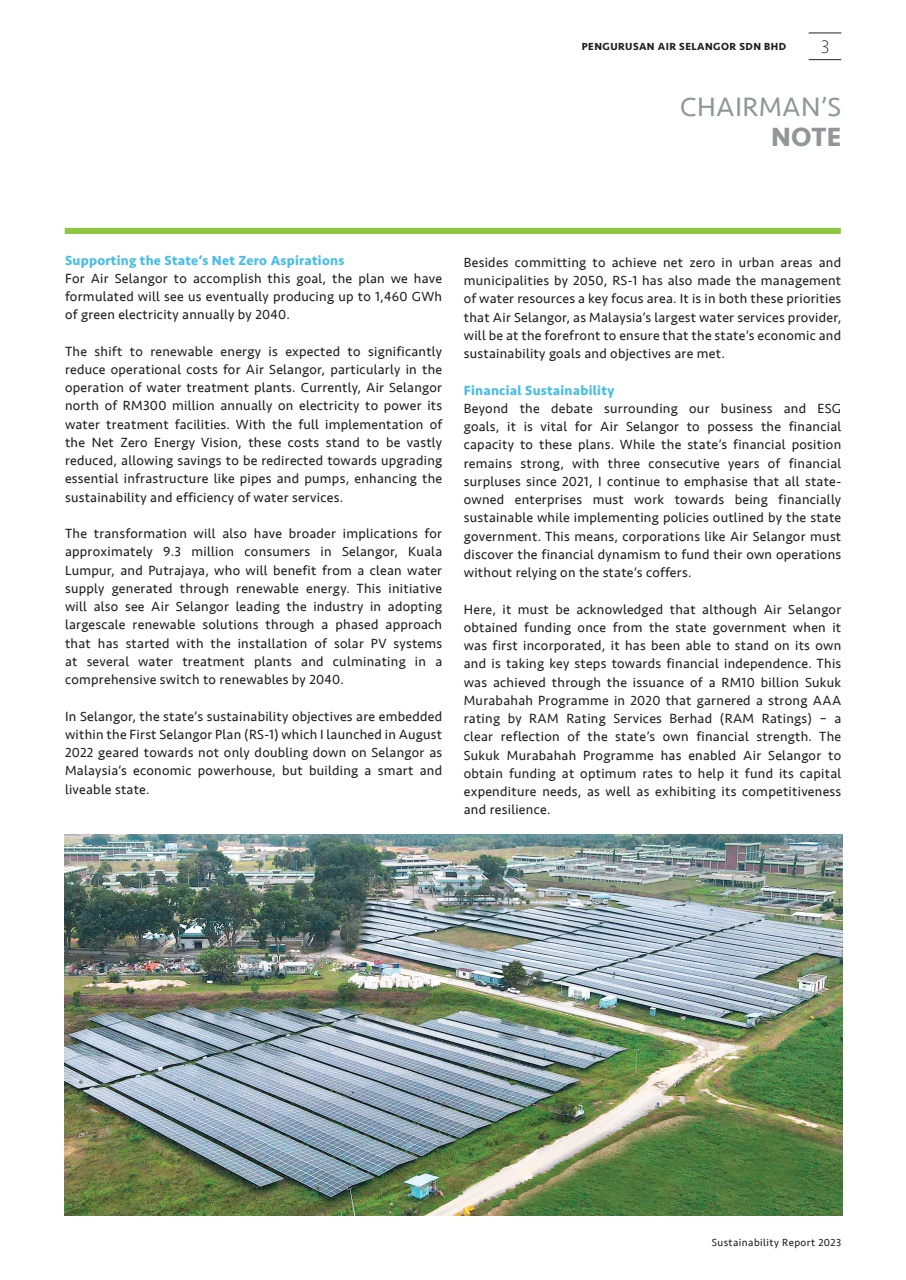 PENGURUSAN AIR SELANGOR SDN BHD 3
CHAIRMAN'S
NOTE
Supporting the State's Net Zero Aspirations
For Air Selangor to accomplish this goal, the plan we have
formulated will see us eventually producing up to 1,460 GWh
of green electricity annually by 2040.
The shift to renewable energy is expected to significantly
reduce operational costs for Air Selangor, particularly in the
operation of water treatment plants. Currently, Air Selangor
north of RM300 million annually on electricity to power its
water treatment facilities. With the full implementation of
the Net Zero Energy Vision, these costs stand to be vastly
reduced, allowing savings to be redirected towards upgrading
essential infrastructure like pipes and pumps, enhancing the
sustainability and efficiency of water services.
The transformation will also have broader implications for
approximately 9.3 million consumers in Selangor, Kuala
Lumpur, and Putrajaya, who will benefit from a clean water
supply generated through renewable energy. This initiative
will also see Air Selangor leading the industry in adopting
largescale renewable solutions through a phased approach
that has started with the installation of solar PV systems
at several water treatment plants and culminating in a
comprehensive switch to renewables by 2040.
In Selangor, the state's sustainability objectives are embedded
within the First Selangor Plan (RS-1) which I launched in August
2022 geared towards not only doubling down on Selangor as
Malaysia's economic powerhouse, but building a smart and
liveable state.
Besides committing to achieve net zero in urban areas and
municipalities by 2050, RS-1 has also made the management
of water resources a key focus area. It is in both these priorities
that Air Selangor, as Malaysia's largest water services provider,
will be at the forefront to ensure that the state's economic and
sustainability goals and objectives are met.
Financial Sustainability
Beyond the debate surrounding our business and ESG
goals, it is vital for Air Selangor to possess the financial
capacity to these plans. While the state's financial position
remains strong, with three consecutive years of financial
surpluses since 2021, I continue to emphasise that all state-
owned enterprises must work towards being financially
sustainable while implementing policies outlined by the state
government. This means, corporations like Air Selangor must
discover the financial dynamism to fund their own operations
without relying on the state's coffers.
Here, it must be acknowledged that although Air Selangor
obtained funding once from the state government when it
was first incorporated, it has been able to stand on its own
and is taking key steps towards financial independence. This
was achieved through the issuance of a RM10 billion Sukuk
Murabahah Programme in 2020 that garnered a strong AAA
rating by RAM Rating Services Berhad (RAM Ratings) – a
clear reflection of the state's own financial strength. The
Sukuk Murabahah Programme has enabled Air Selangor to
obtain funding at optimum rates to help it fund its capital
expenditure needs, as well as exhibiting its competitiveness
and resilience.
Sustainability Report 2023